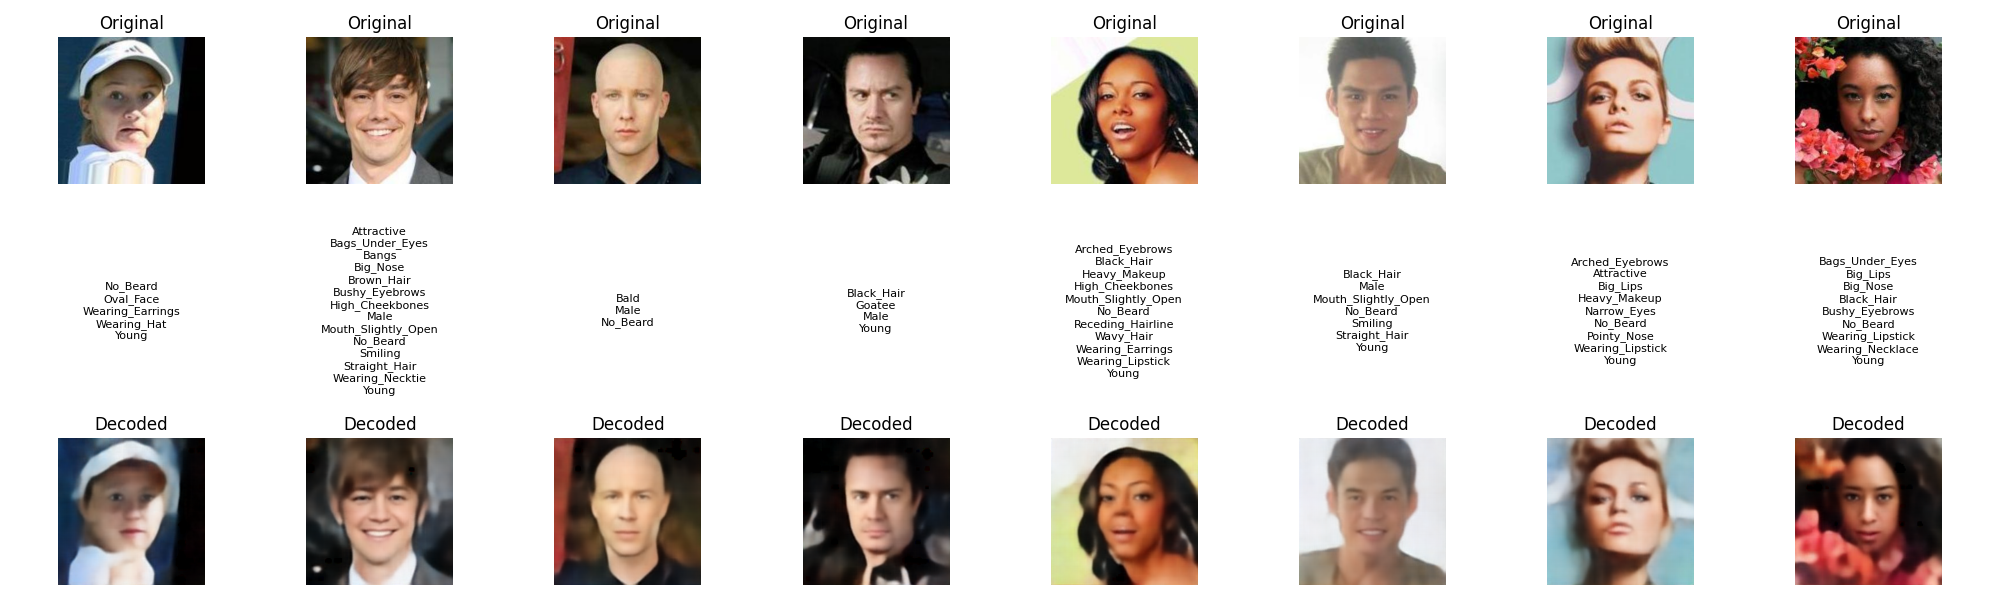 Original
Original
Original
Original
Original
Original
Original
Original
No_Beard
Oval_Face
Wearing_Earrings
Wearing_Hat
Young
Attractive
Bags_Under_Eyes
Bangs
Big_Nose
Brown_Hair
Bushy_Eyebrows
High_Cheekbones
Male
Mouth_Slightly_Open
No_Beard
Smiling
Straight_Hair
Wearing_Necktie
Young
Bald
Male
No_Beard
Black_Hair
Goatee
Male
Young
Arched_Eyebrows
Black_Hair
Heavy_Makeup
High_Cheekbones
Mouth_Slightly_Open
No_Beard
Receding_Hairline
Wavy_Hair
Wearing_Earrings
Wearing_Lipstick
Young
Black_Hair
Male
Mouth_Slightly_Open
No_Beard
Smiling
Straight_Hair
Young
Arched_Eyebrows
Attractive
Big_Lips
Heavy_Makeup
Narrow_Eyes
No_Beard
Pointy_Nose
Wearing_Lipstick
Young
Bags_Under_Eyes
Big_Lips
Big_Nose
Black_Hair
Bushy_Eyebrows
No_Beard
Wearing_Lipstick
Wearing_Necklace
Young
Decoded
Decoded
Decoded
Decoded
Decoded
Decoded
Decoded
Decoded